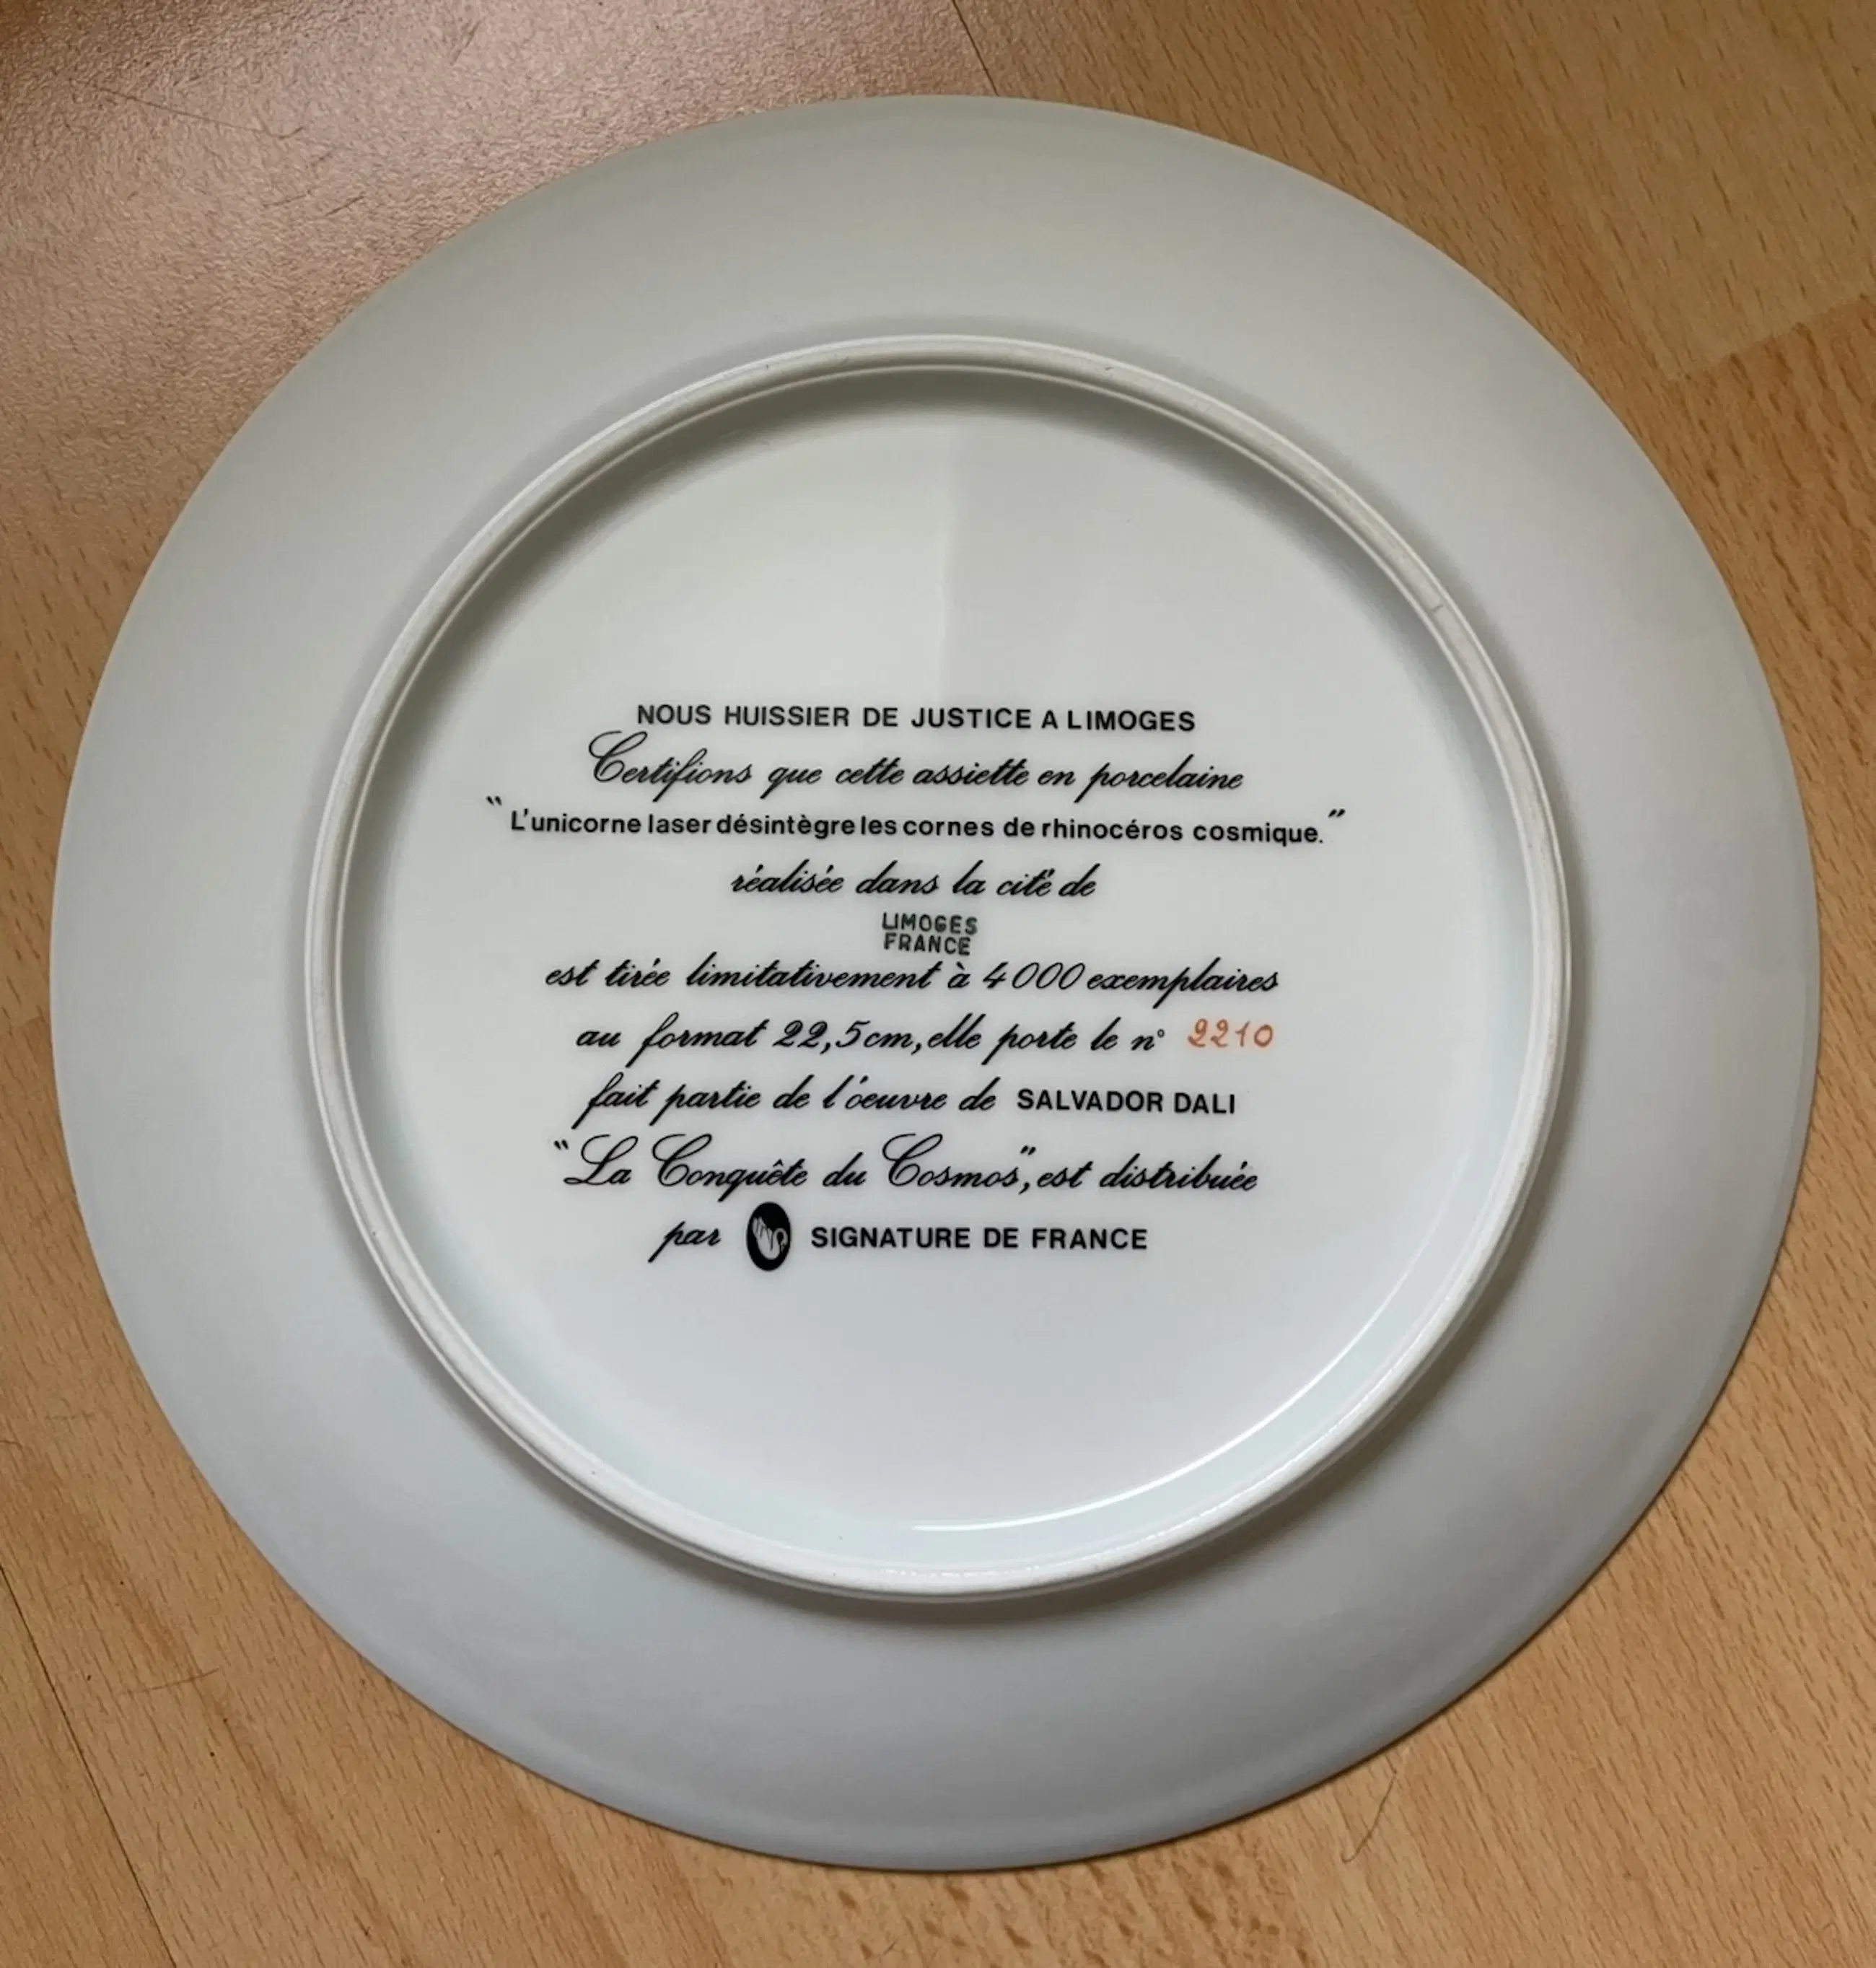 NOUS HUISSIER DE JUSTICE A LIMOGES
Certifions que cette assiette en porcelaine
"L'unicorne laser désintègre les cornes de rhinocéros cosmique."
réalisée dans la cité de
LIMOGES
FRANCE
est tirée limitativement à 4000 exemplaires
au format 22,5cm, elle porte le n° 2210
fait partie de l'oeuvre de SALVADOR DALI
"La Conquête du Cosmos", est distribuée
par SIGNATURE DE FRANCE